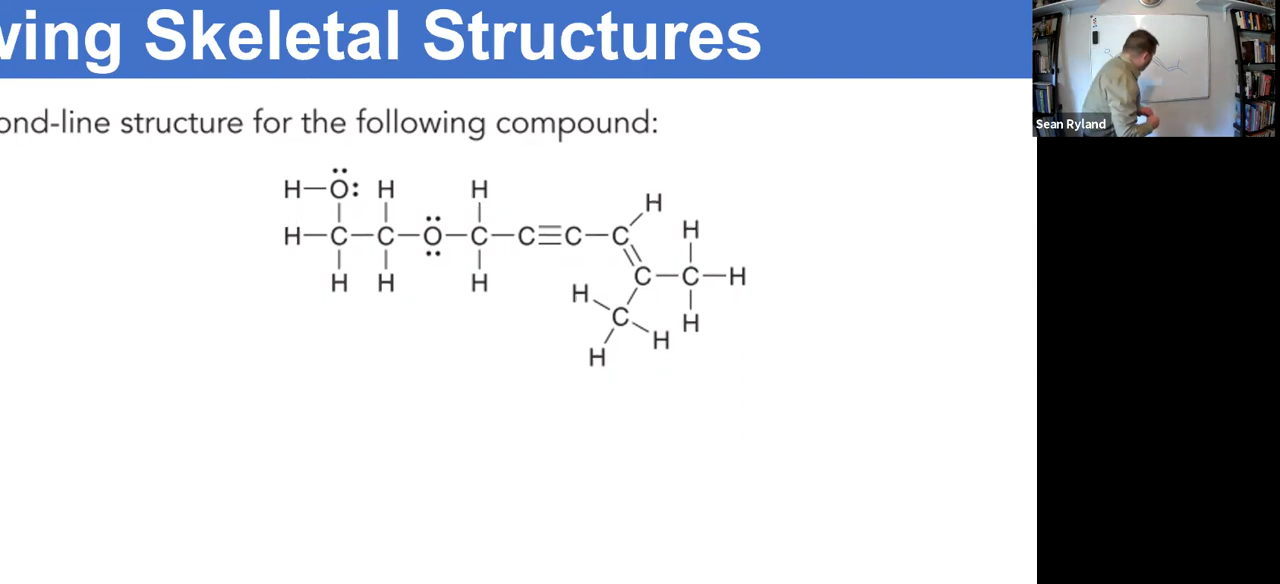 ving Skeletal Structures
Sean Ryland
ond-line structure for the following compound:
H—Ö: H H H
H—C—C—Ö—C—C≡C—C H
H H H H C—C—H
C H H
H